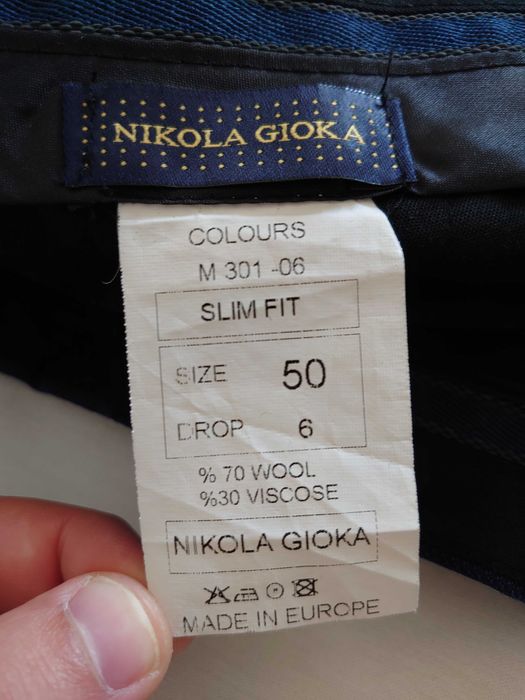 NIKOLA GIOKA
COLOURS
M 301 -06
SLIM FIT
SIZE 50
DROP 6
% 70 WOOL
%30 VISCOSE
NIKOLA GIOKA
MADE IN EUROPE